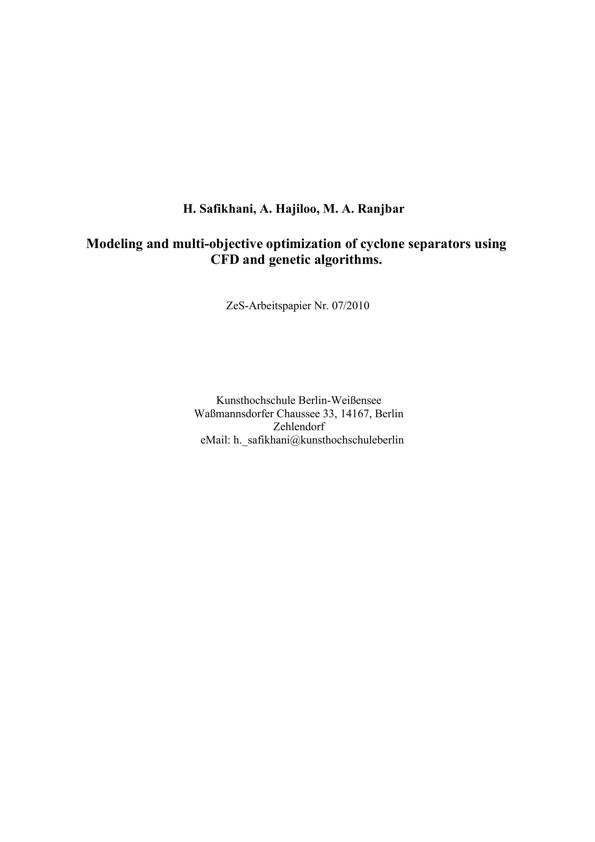 H. Safikhani, A. Hajiloo, M. A. Ranjbar
Modeling and multi-objective optimization of cyclone separators using
CFD and genetic algorithms.
ZeS-Arbeitspapier Nr. 07/2010
Kunsthochschule Berlin-Weißensee
Waßmannsdorfer Chaussee 33, 14167, Berlin
Zehlendorf
eMail: h._safikhani@kunsthochschuleberlin